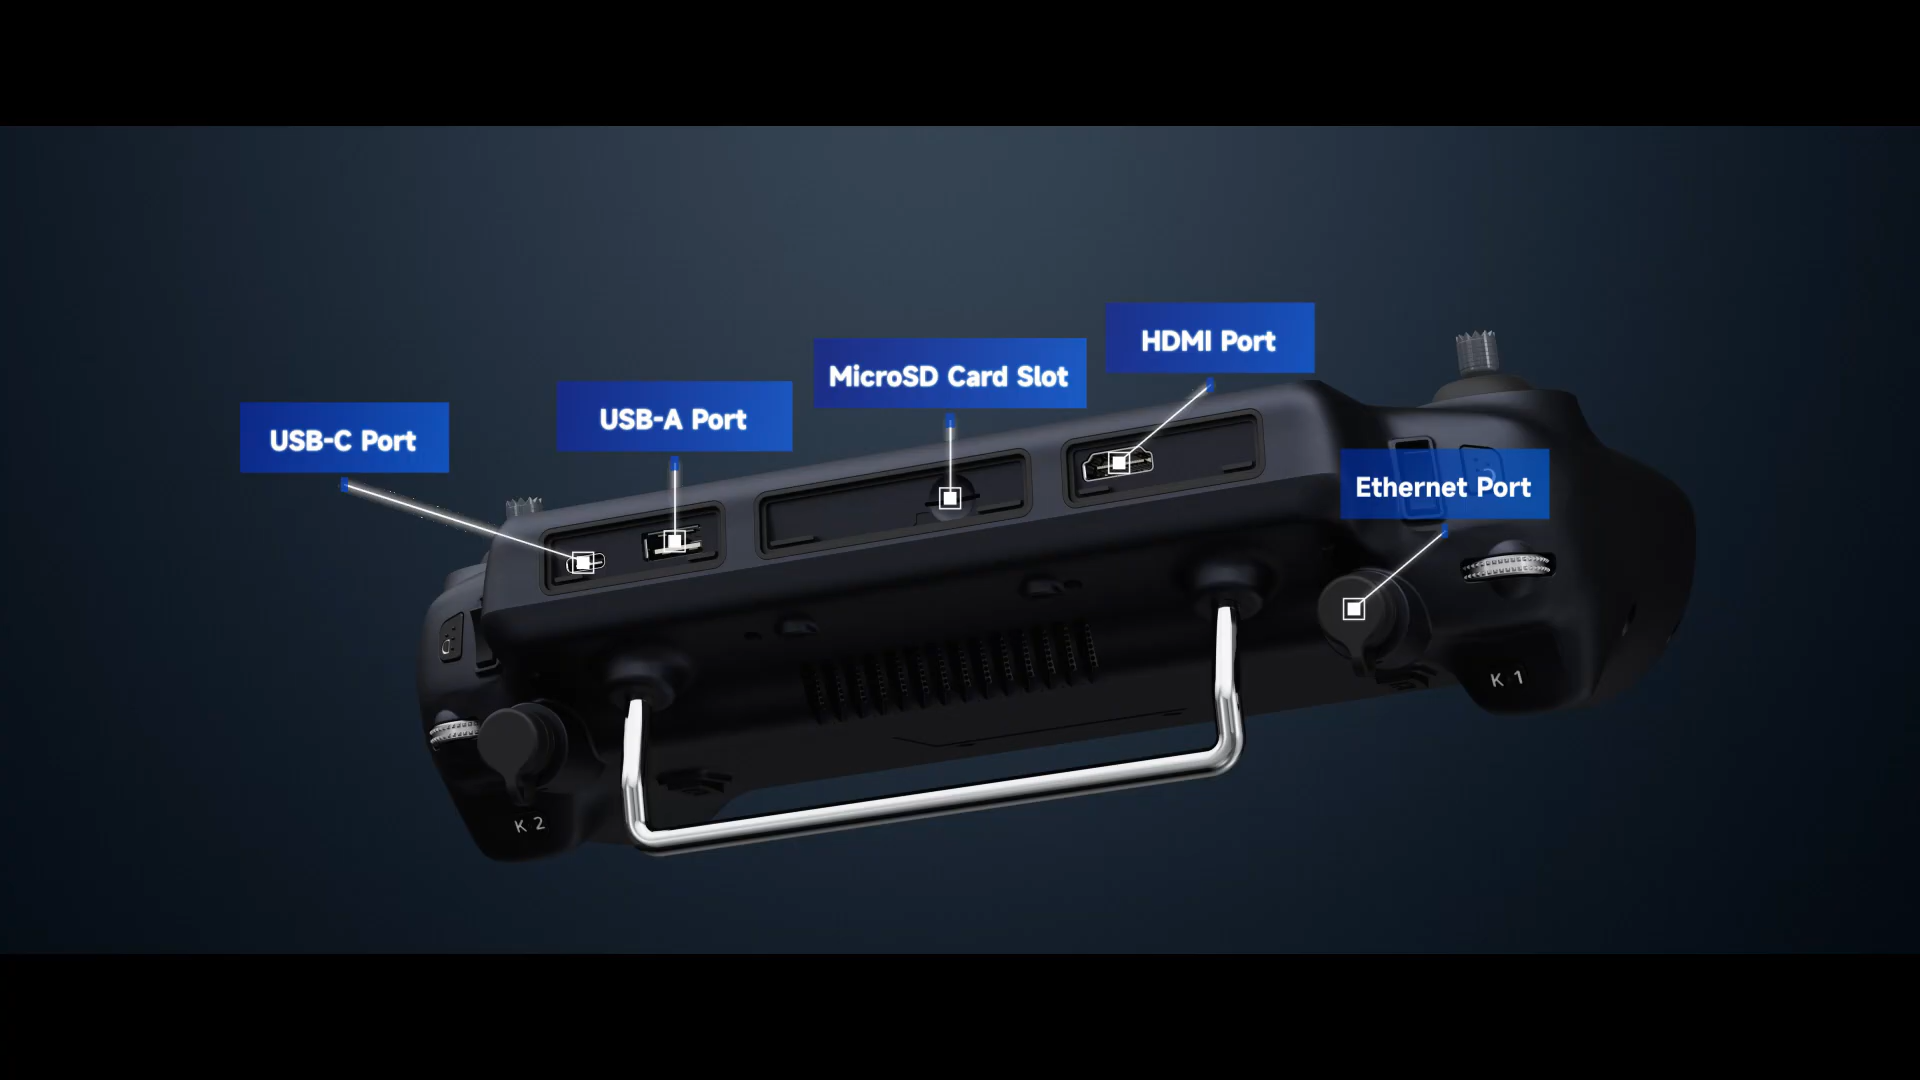 HDMI Port
MicroSD Card Slot
USB-A Port
USB-C Port
Ethernet Port
K 1
K 2